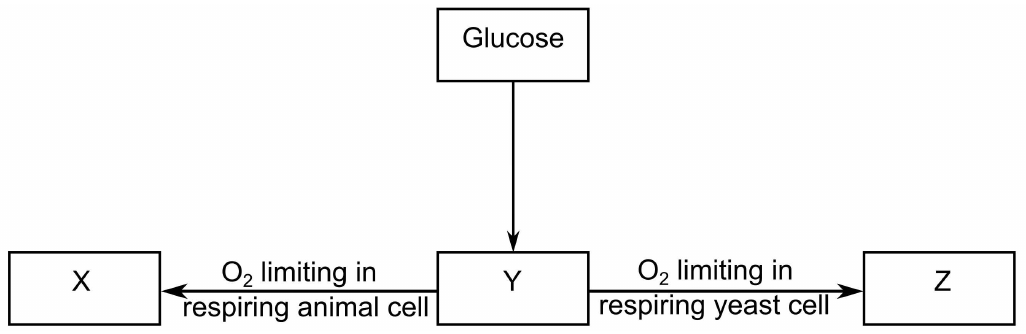 Glucose
X
O₂ limiting in
respiring animal cell
Y
O₂ limiting in
respiring yeast cell
Z